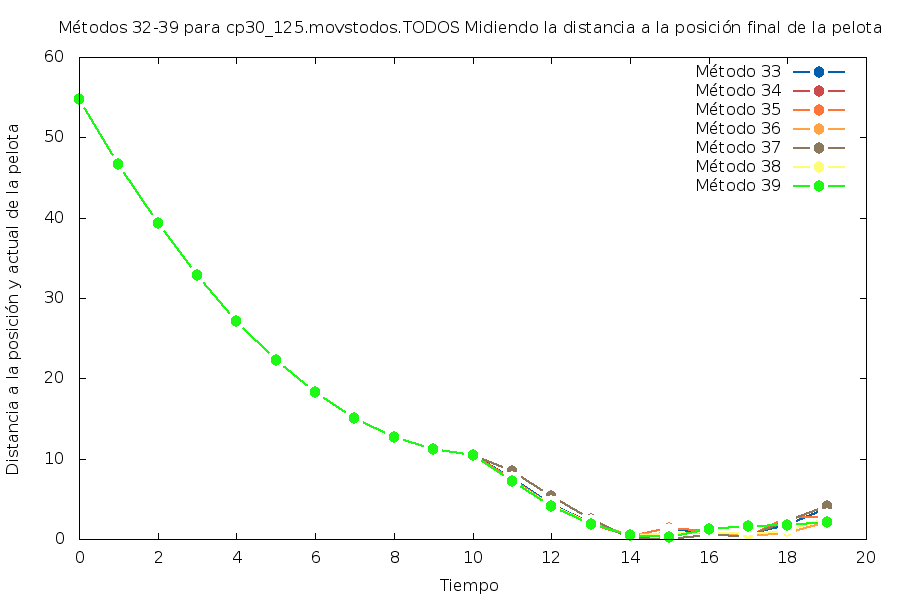 Métodos 32-39 para cp30_125.movstodos.TODOS Midiendo la distancia a la posición final de la pelota
60
50
40
30
20
10
0
Distancia a la posición y actual de la pelota
Método 33
Método 34
Método 35
Método 36
Método 37
Método 38
Método 39
0 2 4 6 8 10 12 14 16 18 20
Tiempo